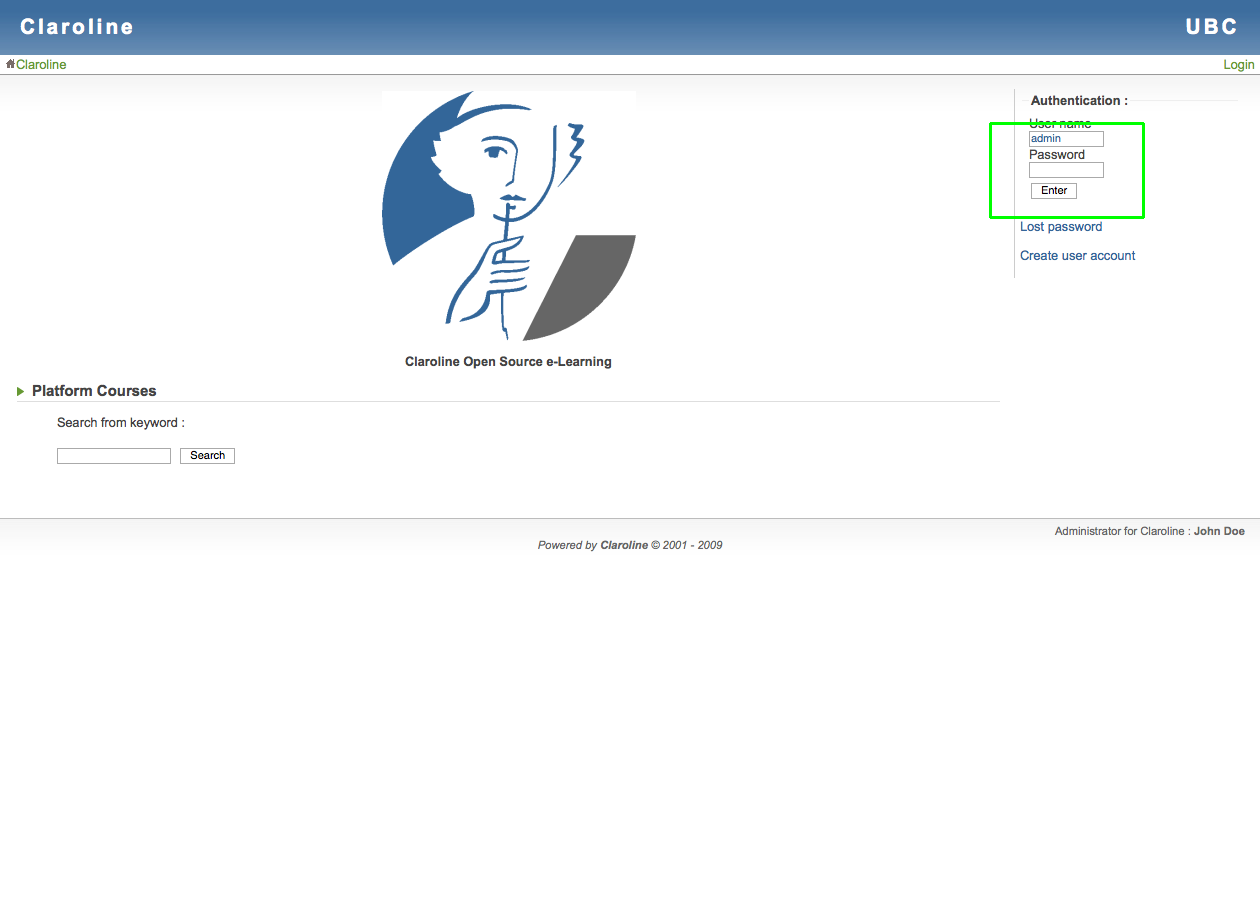 Claroline
UBC
Claroline
Login
Authentication :
User name
admin
Password
Enter
Lost password
Create user account
Claroline Open Source e-Learning
Platform Courses
Search from keyword :
Search
Administrator for Claroline : John Doe
Powered by Claroline © 2001 - 2009